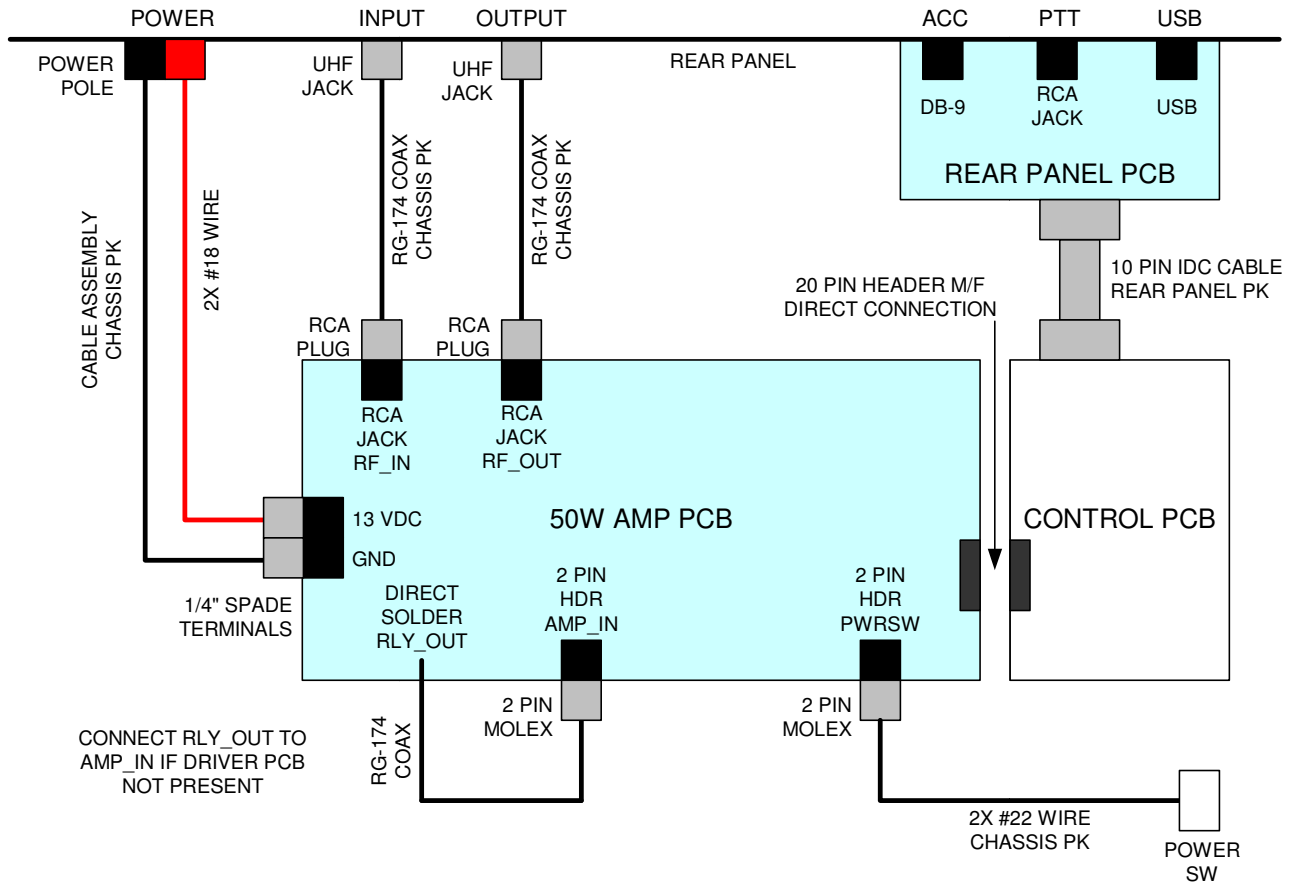 POWER
INPUT
OUTPUT
ACC
PTT
USB
POWER
POLE
UHF
JACK
UHF
JACK
REAR PANEL
DB-9
RCA
JACK
USB
REAR PANEL PCB
CABLE ASSEMBLY
CHASSIS PK
2X #18 WIRE
RG-174 COAX
CHASSIS PK
RG-174 COAX
CHASSIS PK
20 PIN HEADER M/F
DIRECT CONNECTION
10 PIN IDC CABLE
REAR PANEL PK
RCA
PLUG
RCA
PLUG
RCA
JACK
RF_IN
RCA
JACK
RF_OUT
13 VDC
GND
50W AMP PCB
CONTROL PCB
1/4" SPADE
TERMINALS
DIRECT
SOLDER
RLY_OUT
2 PIN
HDR
AMP_IN
2 PIN
HDR
PWRSW
2 PIN
MOLEX
2 PIN
MOLEX
RG-174
COAX
CONNECT RLY_OUT TO
AMP_IN IF DRIVER PCB
NOT PRESENT
2X #22 WIRE
CHASSIS PK
POWER
SW